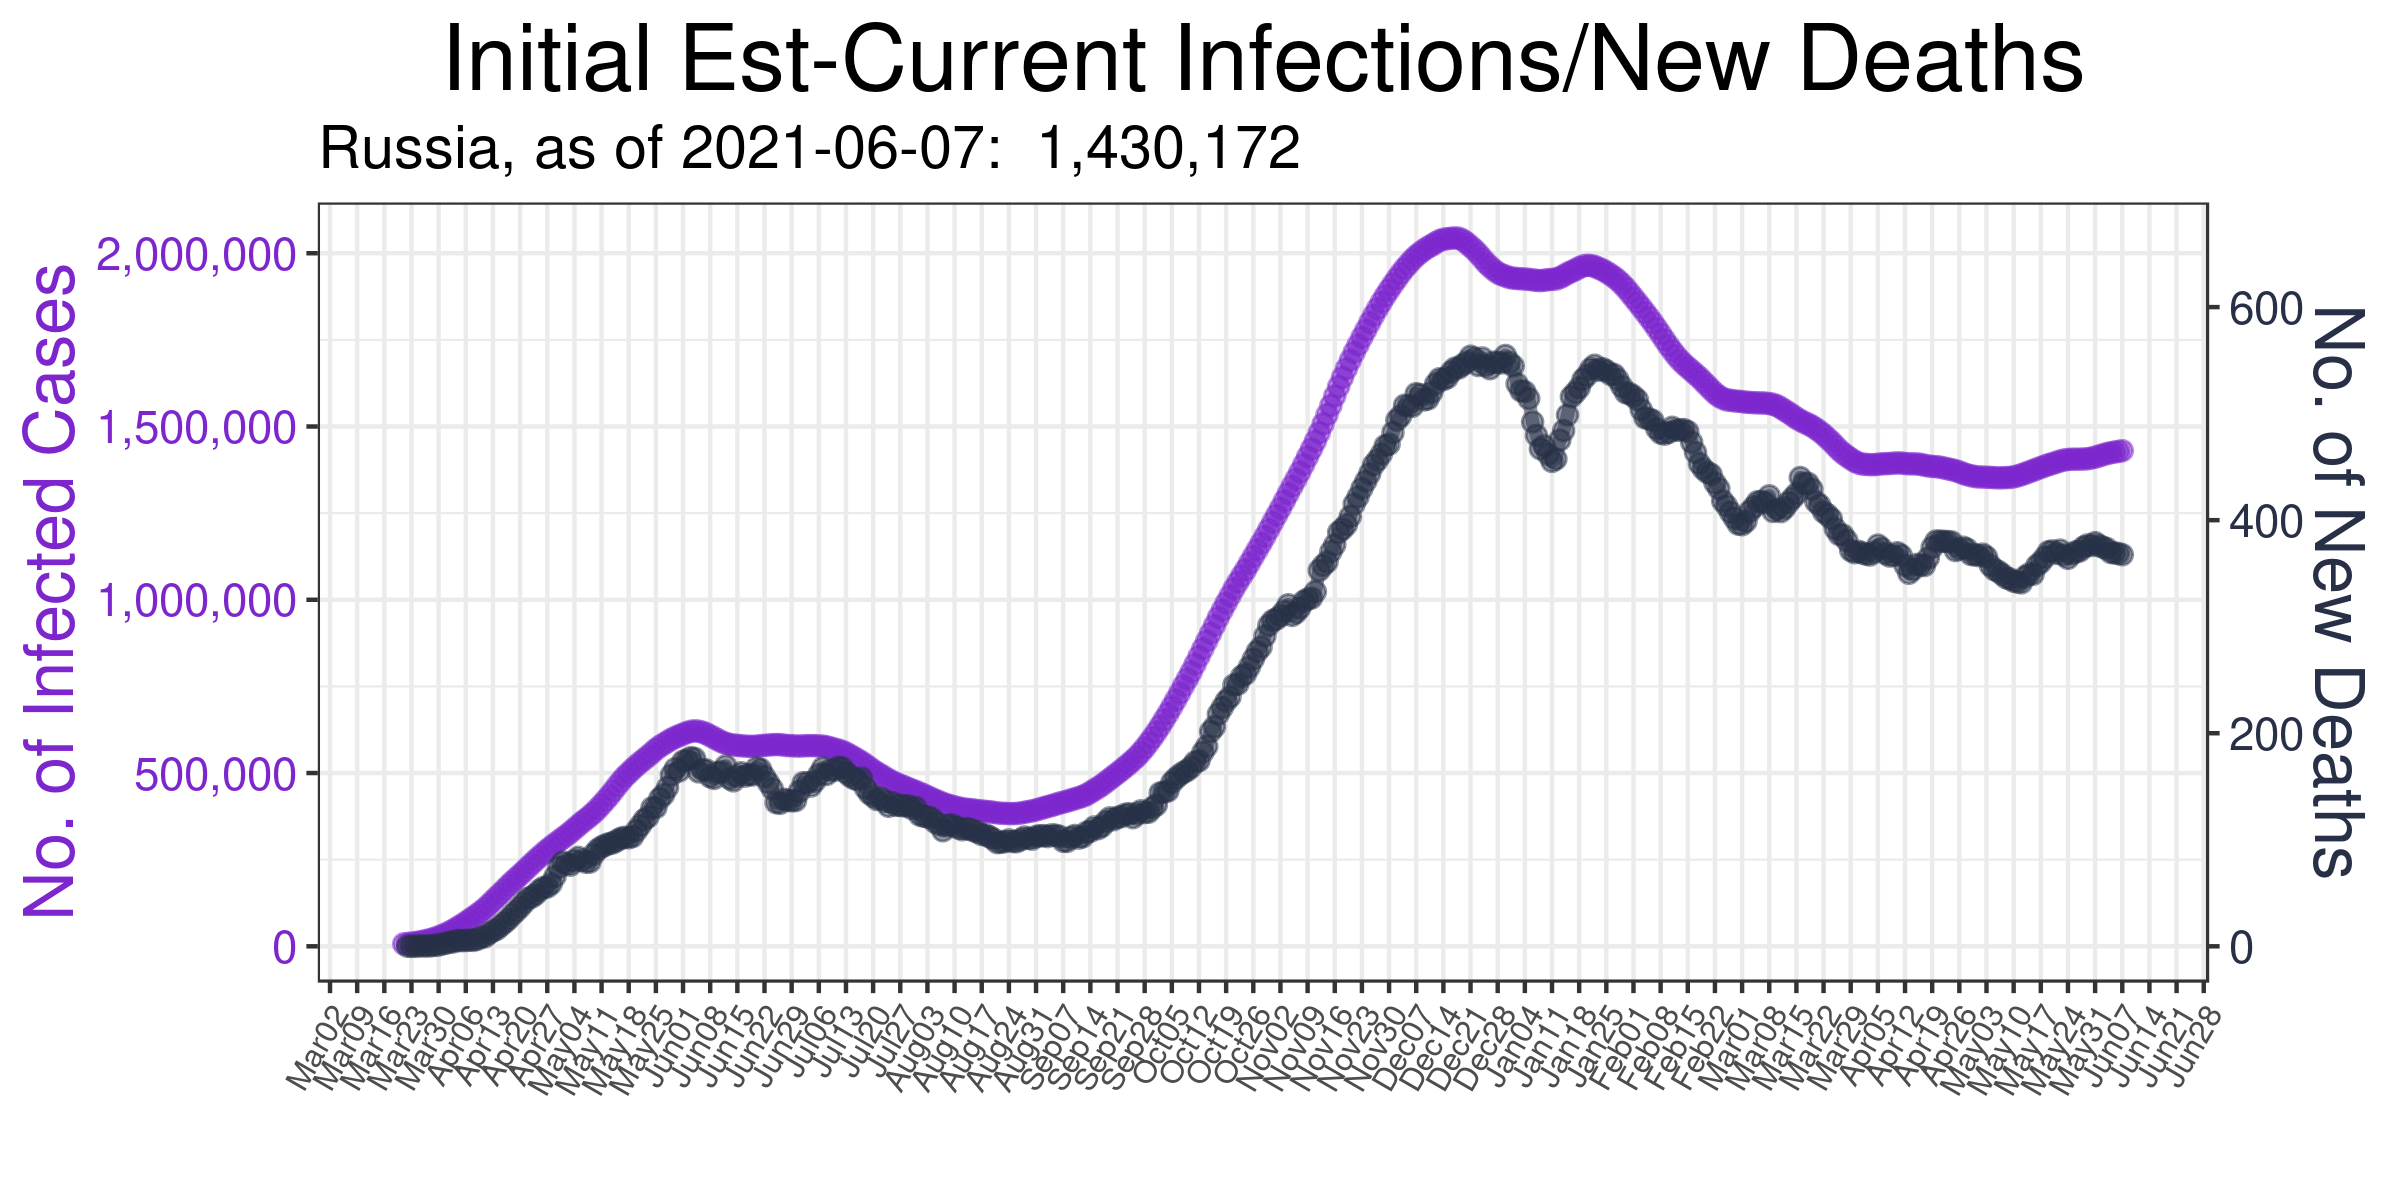 Initial Est-Current Infections/New Deaths
Russia, as of 2021-06-07:  1,430,172
No. of Infected Cases
2,000,000
1,500,000
1,000,000
500,000
0
600
400
200
0
No. of New Deaths
Mar02
Mar09
Mar16
Mar23
Mar30
Apr06
Apr13
Apr20
Apr27
May04
May11
May18
May25
Jun01
Jun08
Jun15
Jun22
Jun29
Jul06
Jul13
Jul20
Jul27
Aug03
Aug10
Aug17
Aug24
Aug31
Sep07
Sep14
Sep21
Sep28
Oct05
Oct12
Oct19
Oct26
Nov02
Nov09
Nov16
Nov23
Nov30
Dec07
Dec14
Dec21
Dec28
Jan04
Jan11
Jan18
Jan25
Feb01
Feb08
Feb15
Feb22
Mar01
Mar08
Mar15
Mar22
Mar29
Apr05
Apr12
Apr19
Apr26
May03
May10
May17
May24
May31
Jun07
Jun14
Jun21
Jun28